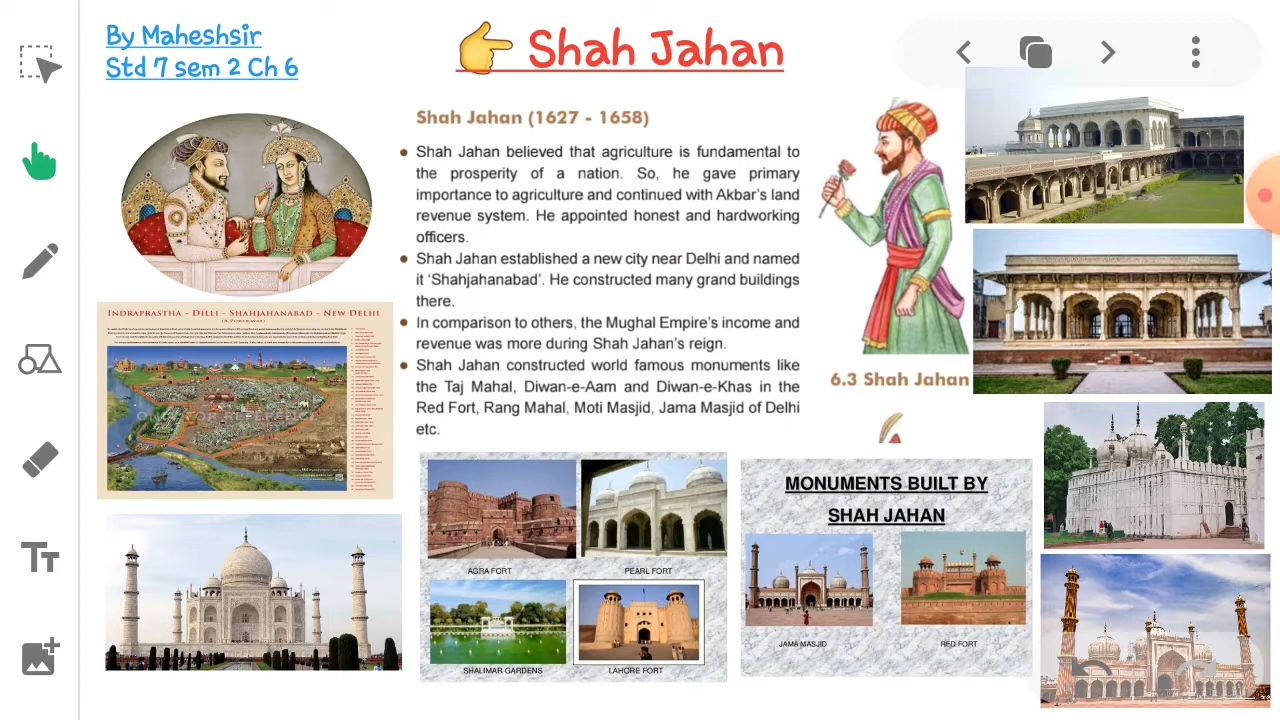 By Maheshsir
Std 7 sem 2 Ch 6
Shah Jahan
Shah Jahan (1627 - 1658)
Shah Jahan believed that agriculture is fundamental to
the prosperity of a nation. So, he gave primary
importance to agriculture and continued with Akbar's land
revenue system. He appointed honest and hardworking
officers.
Shah Jahan established a new city near Delhi and named
it 'Shahjahanabad'. He constructed many grand buildings
there.
In comparison to others, the Mughal Empire's income and
revenue was more during Shah Jahan's reign.
Shah Jahan constructed world famous monuments like
the Taj Mahal, Diwan-e-Aam and Diwan-e-Khas in the
Red Fort, Rang Mahal, Moti Masjid, Jama Masjid of Delhi
etc.
6.3 Shah Jahan
INDRAPRASTHA - DILLI - SHAHJAHANABAD - NEW DELHI
AGRA FORT
PEARL FORT
SHALIMAR GARDENS
LAHORE FORT
MONUMENTS BUILT BY
SHAH JAHAN
JAMA MASJID
RED FORT
TT